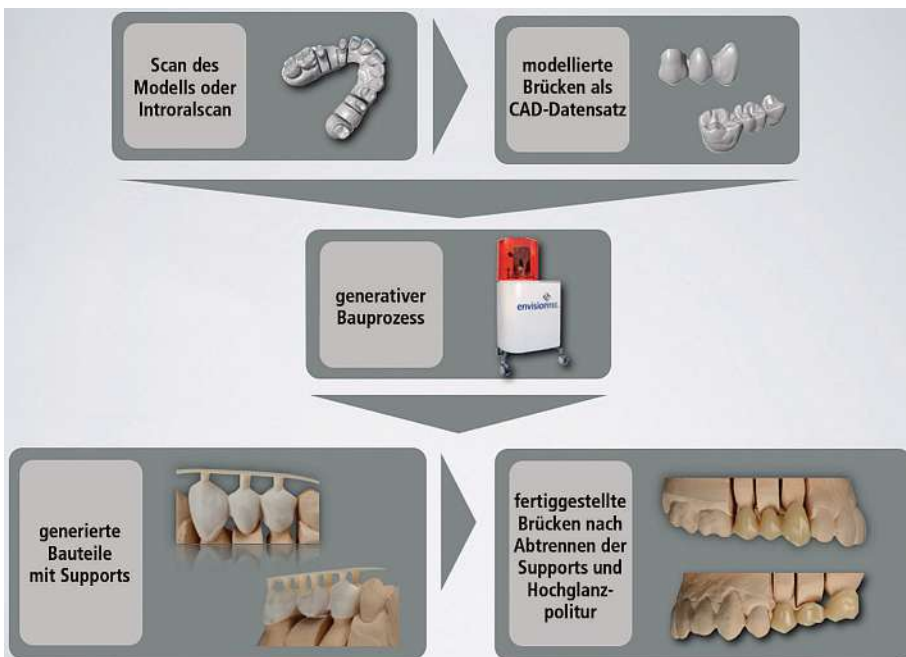 Scan des
Modells oder
Introralscan
modellierte
Brücken als
CAD-Datensatz
generativer
Bauprozess
envisiontec
generierte
Bauteile
mit Supports
fertiggestellte
Brücken nach
Abtrennen der
Supports und
Hochglanz-
politur